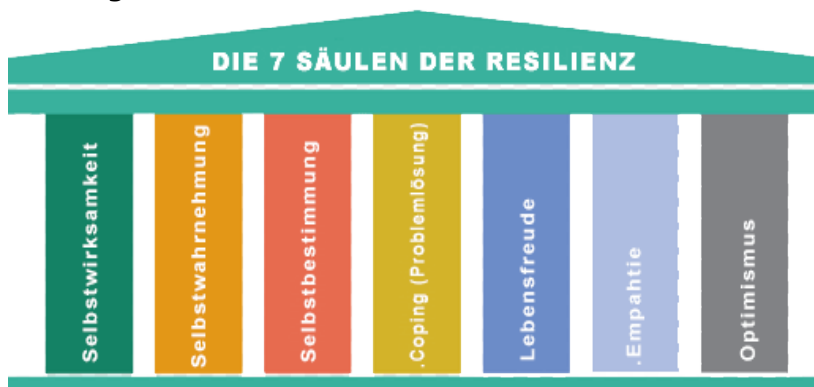 DIE 7 SÄULEN DER RESILIENZ
Selbstwirksamkeit
Selbstwahrnehmung
Selbstbestimmung
.Coping (Problemlösung)
Lebensfreude
.Empahtie
Optimismus